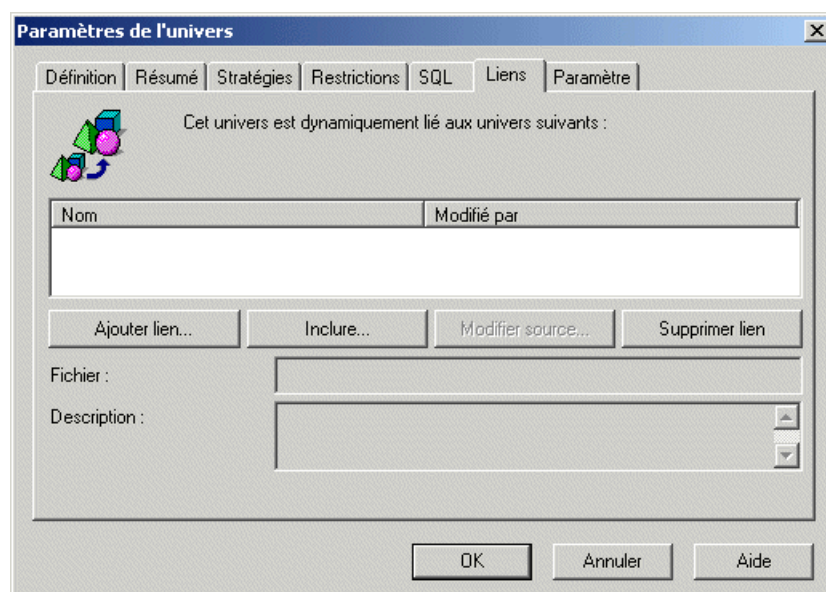 Paramètres de l'univers
Définition Résumé Stratégies Restrictions SQL Liens Paramètre
Cet univers est dynamiquement lié aux univers suivants :
Nom Modifié par
Ajouter lien... Inclure... Modifier source... Supprimer lien
Fichier :
Description :
OK Annuler Aide